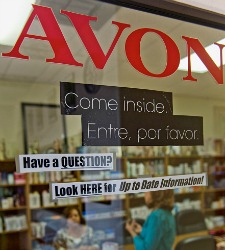 AVON
Come inside.
Entre, por favor.
Have a QUESTION?
Look HERE for Up to Date Information!